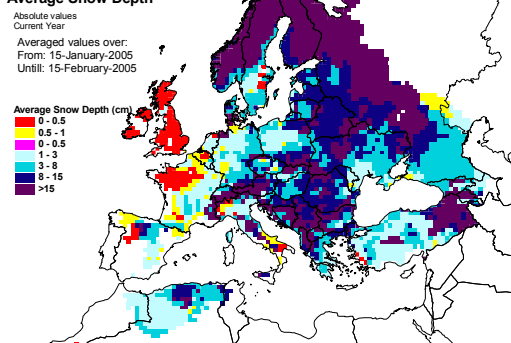 Average Snow Depth
Absolute values
Current Year
Averaged values over:
From: 15-January-2005
Untill: 15-February-2005
Average Snow Depth (cm)
0 - 0.5
0.5 - 1
0 - 0.5
1 - 3
3 - 8
8 - 15
>15